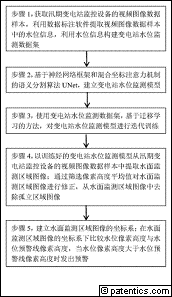 步骤 1，获取汛期变电站监控设备的视频图像数据
样本，利用数据标注软件提取视频图像数据样本
中的水位信息，利用水位信息构建变电站水位监
测数据集
步骤 2，基于神经网络框架和混合坐标注意力机制
的语义分割算法 UNet，建立变电站水位监测模型
步骤 3，使用变电站水位监测数据集，基于迁移学
习的方法，对变电站水位监测模型进行迭代训练
步骤 4，以训练好的变电站水位监测模型从汛期变
电站监控设备的视频图像数据样本中提取水面监
测区域图像；通过筛选像素高度平均值对水面监
测区域图像进行修正，从水面监测区域图像中去
除孤立区域图像
步骤 5，建立水面监测区域图像的坐标系；在水面
监测区域图像的坐标系下比较水位像素高度与水
位预警线像素高度，当水位像素高度大于水位预
警线像素高度时发出预警
www.patentics.com